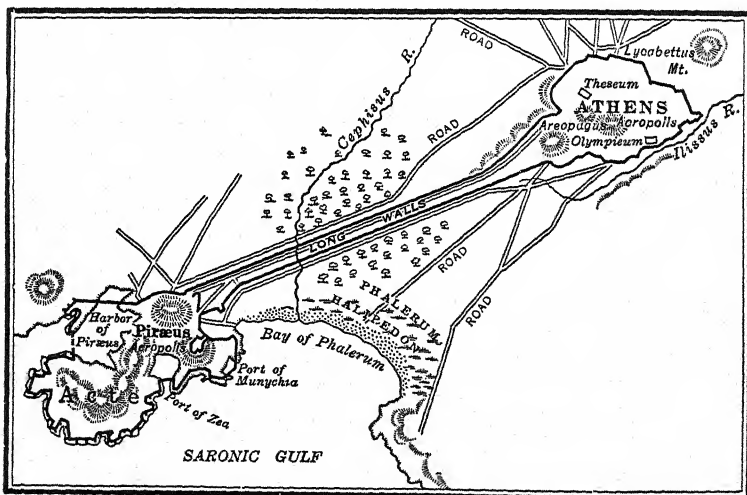 ROAD
Lycabettus
Mt.
Cephisus R.
Theseum
ATHENS
ROAD
Areopagus
Acropolis
Olympieum
Ilissus R.
LONG WALLS
ROAD
PHALERUM
HALIPEDON
ROAD
Harbor
of
Piræus
Piræus
Acropolis
Bay of Phalerum
Port of
Munychia
Acte
Port of Zea
SARONIC GULF